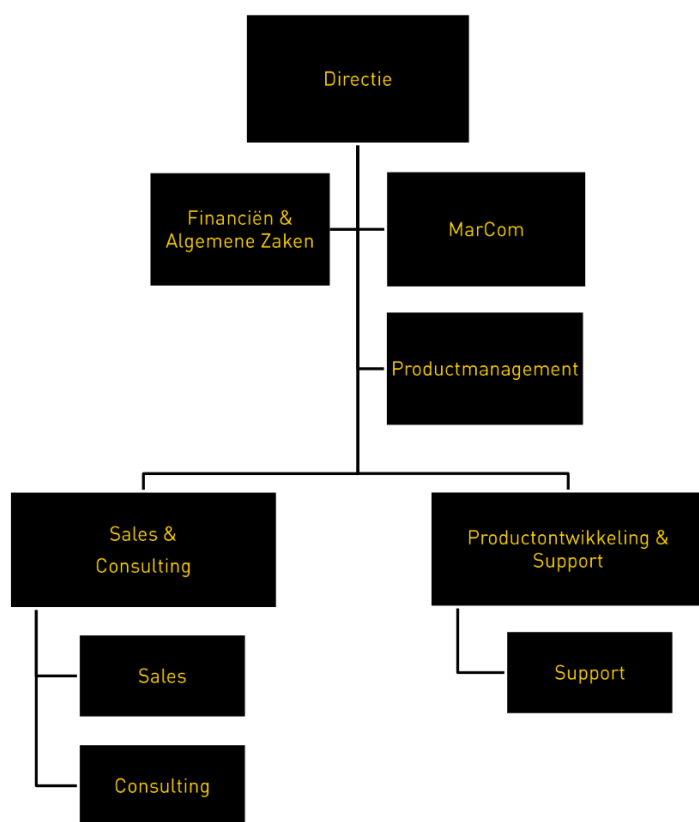 Directie
Financiën &
Algemene Zaken
MarCom
Productmanagement
Sales &
Consulting
Productontwikkeling &
Support
Sales
Support
Consulting